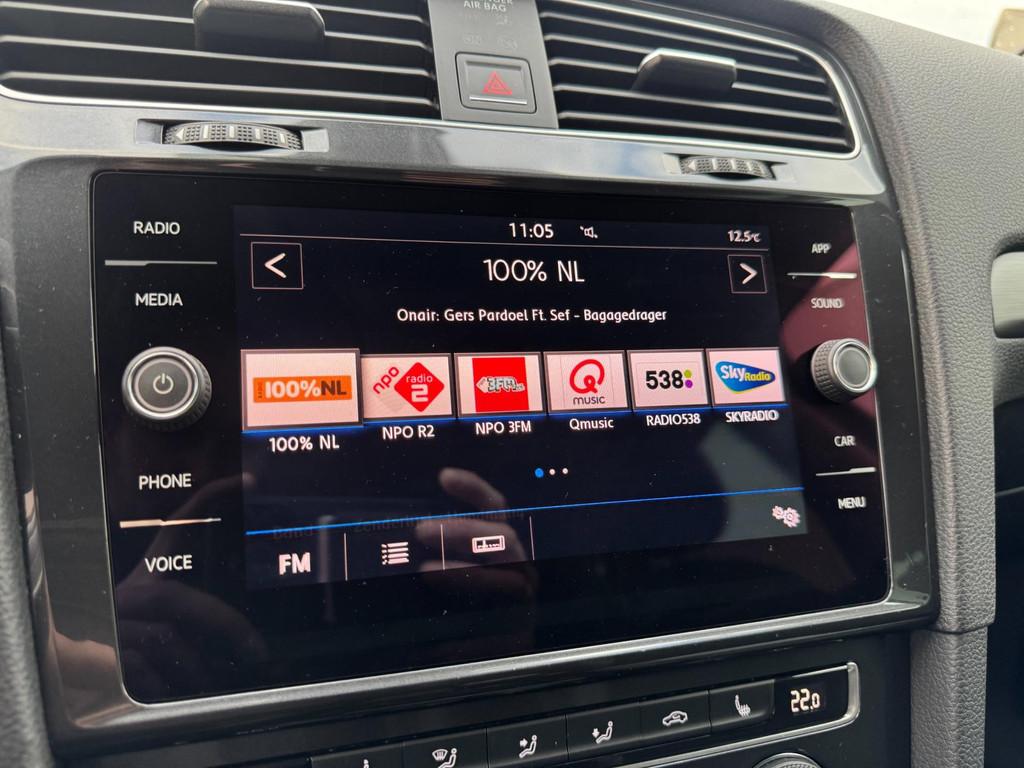 AIR BAG
RADIO
MEDIA
PHONE
VOICE
11:05
12.5°C
100% NL
Onair: Gers Pardoel Ft. Sef - Bagagedrager
100%NL
npo radio 2
3FM
Q music
538
Sky Radio
100% NL
NPO R2
NPO 3FM
Qmusic
RADIO538
SKYRADIO
Band
FM
APP
SOUND
CAR
MENU
22.0